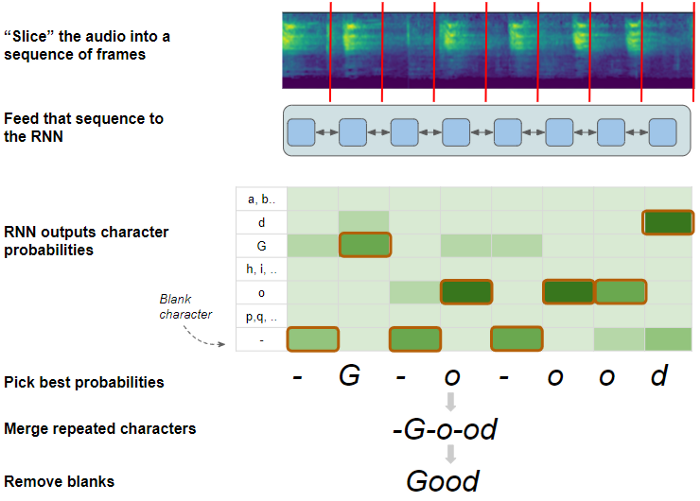 “Slice” the audio into a
sequence of frames
Feed that sequence to
the RNN
RNN outputs character
probabilities
a, b..
d
G
h, i, ..
o
p,q, ..
-
Blank
character
Pick best probabilities
- G - o - o o d
Merge repeated characters
-G-o-od
Remove blanks
Good